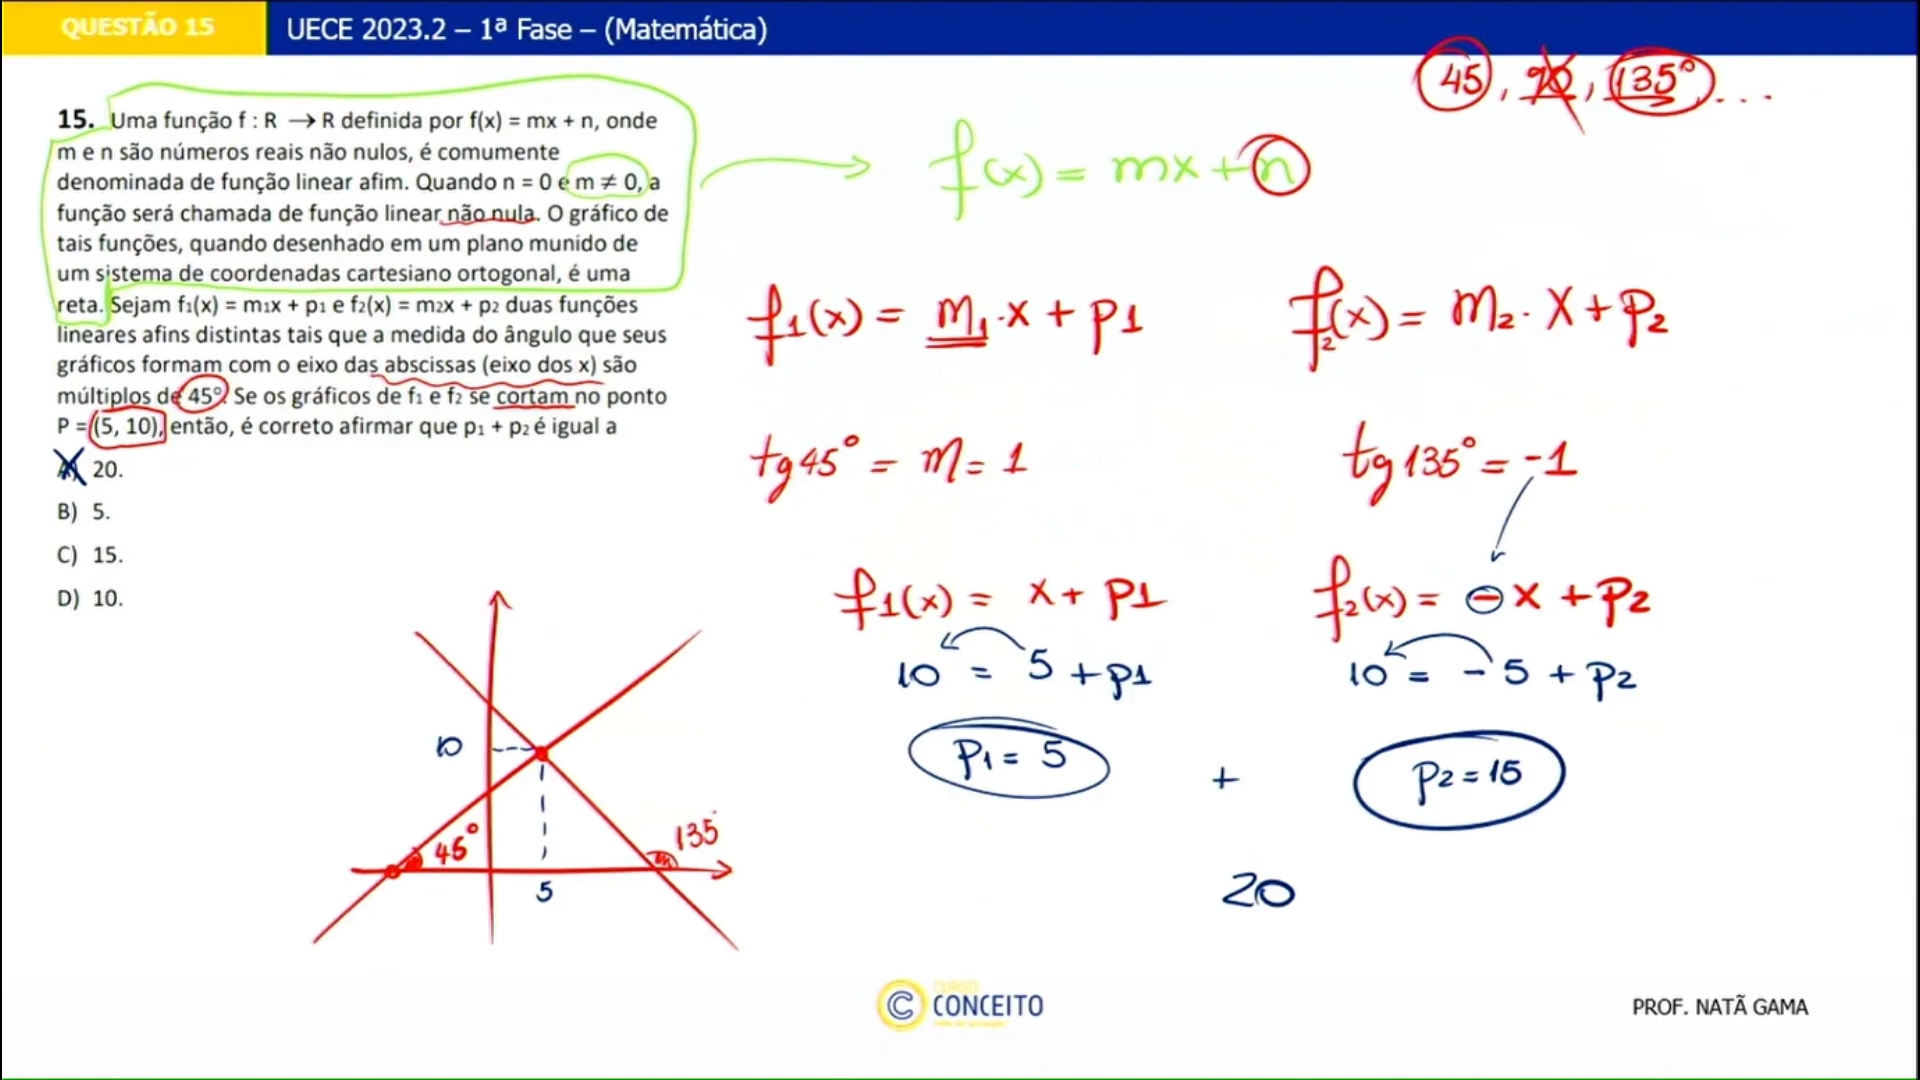 QUESTÃO 15
UECE 2023.2 – 1ª Fase – (Matemática)
45, 90, 135° ...
15. Uma função f : R → R definida por f(x) = mx + n, onde
m e n são números reais não nulos, é comumente
denominada de função linear afim. Quando n = 0 e m ≠ 0, a
função será chamada de função linear não nula. O gráfico de
tais funções, quando desenhado em um plano munido de
um sistema de coordenadas cartesiano ortogonal, é uma
reta. Sejam f1(x) = m1x + p1 e f2(x) = m2x + p2 duas funções
lineares afins distintas tais que a medida do ângulo que seus
gráficos formam com o eixo das abscissas (eixo dos x) são
múltiplos de 45°. Se os gráficos de f1 e f2 se cortam no ponto
P = (5, 10), então, é correto afirmar que p1 + p2 é igual a
A) 20.
B) 5.
C) 15.
D) 10.
f(x) = mx + n
f1(x) = m1·x + p1
f2(x) = m2·x + p2
tg 45° = m = 1
tg 135° = -1
f1(x) = x + p1
f2(x) = -x + p2
10 = 5 + p1
10 = -5 + p2
p1 = 5
+
p2 = 15
20
10
45°
135
5
CURSO
CONCEITO
PROF. NATÃ GAMA